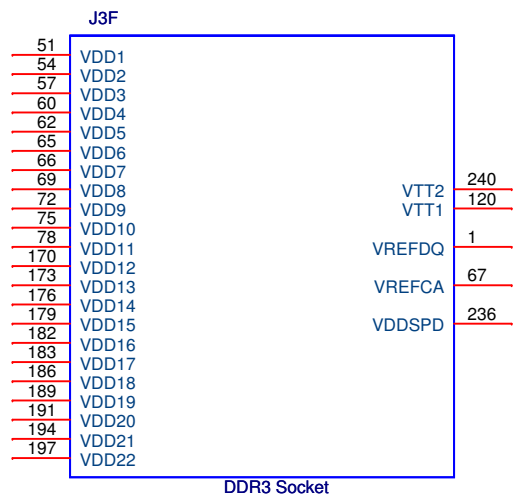 J3F
51 VDD1
54 VDD2
57 VDD3
60 VDD4
62 VDD5
65 VDD6
66 VDD7
69 VDD8
72 VDD9
75 VDD10
78 VDD11
170 VDD12
173 VDD13
176 VDD14
179 VDD15
182 VDD16
183 VDD17
186 VDD18
189 VDD19
191 VDD20
194 VDD21
197 VDD22
VTT2 240
VTT1 120
VREFDQ 1
VREFCA 67
VDDSPD 236
DDR3 Socket